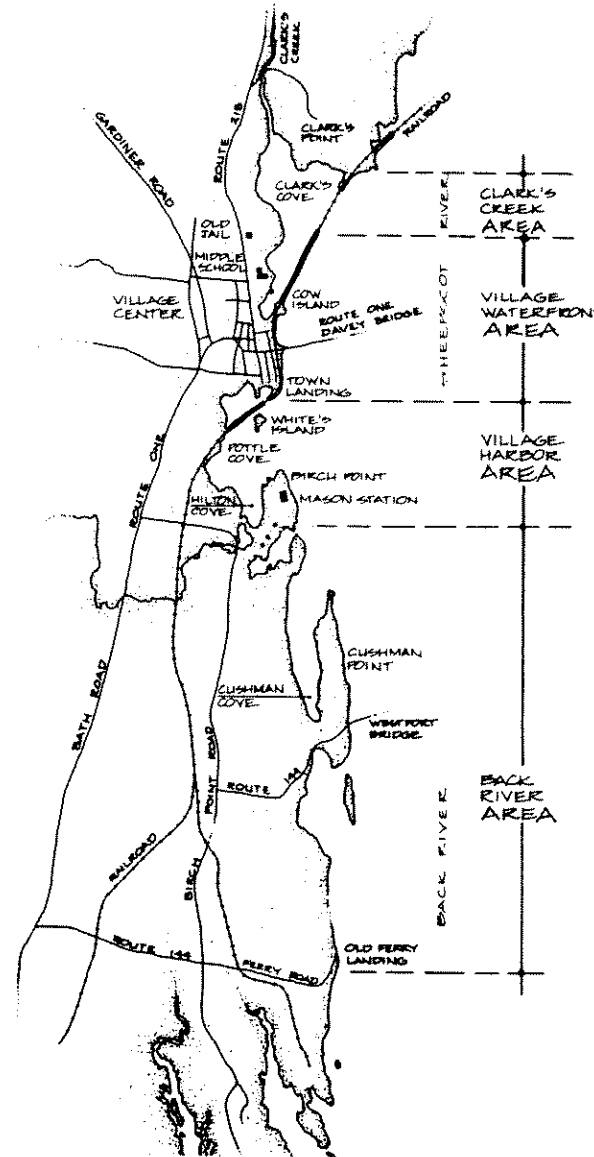 CLARK'S
CREEK
ROUTE 218
GARDINER ROAD
CLARK'S
POINT
RAILROAD
CLARK'S
COVE
RIVER
CLARK'S
CREEK
AREA
OLD
JAIL
MIDDLE
SCHOOL
VILLAGE
CENTER
COW
ISLAND
ROUTE ONE
DAVEY BRIDGE
SHEEPSCOT
VILLAGE
WATERFRONT
AREA
TOWN
LANDING
WHITE'S
ISLAND
POTTLE
COVE
VILLAGE
HARBOR
AREA
ROUTE ONE
BIRCH POINT
MASON STATION
HILTON
COVE
CUSHMAN
POINT
CUSHMAN
COVE
BATH ROAD
WESTPORT
BRIDGE
POINT ROAD
ROUTE 144
BACK
RIVER
AREA
BACK RIVER
RAILROAD
BIRCH
ROUTE 144
FERRY ROAD
OLD FERRY
LANDING